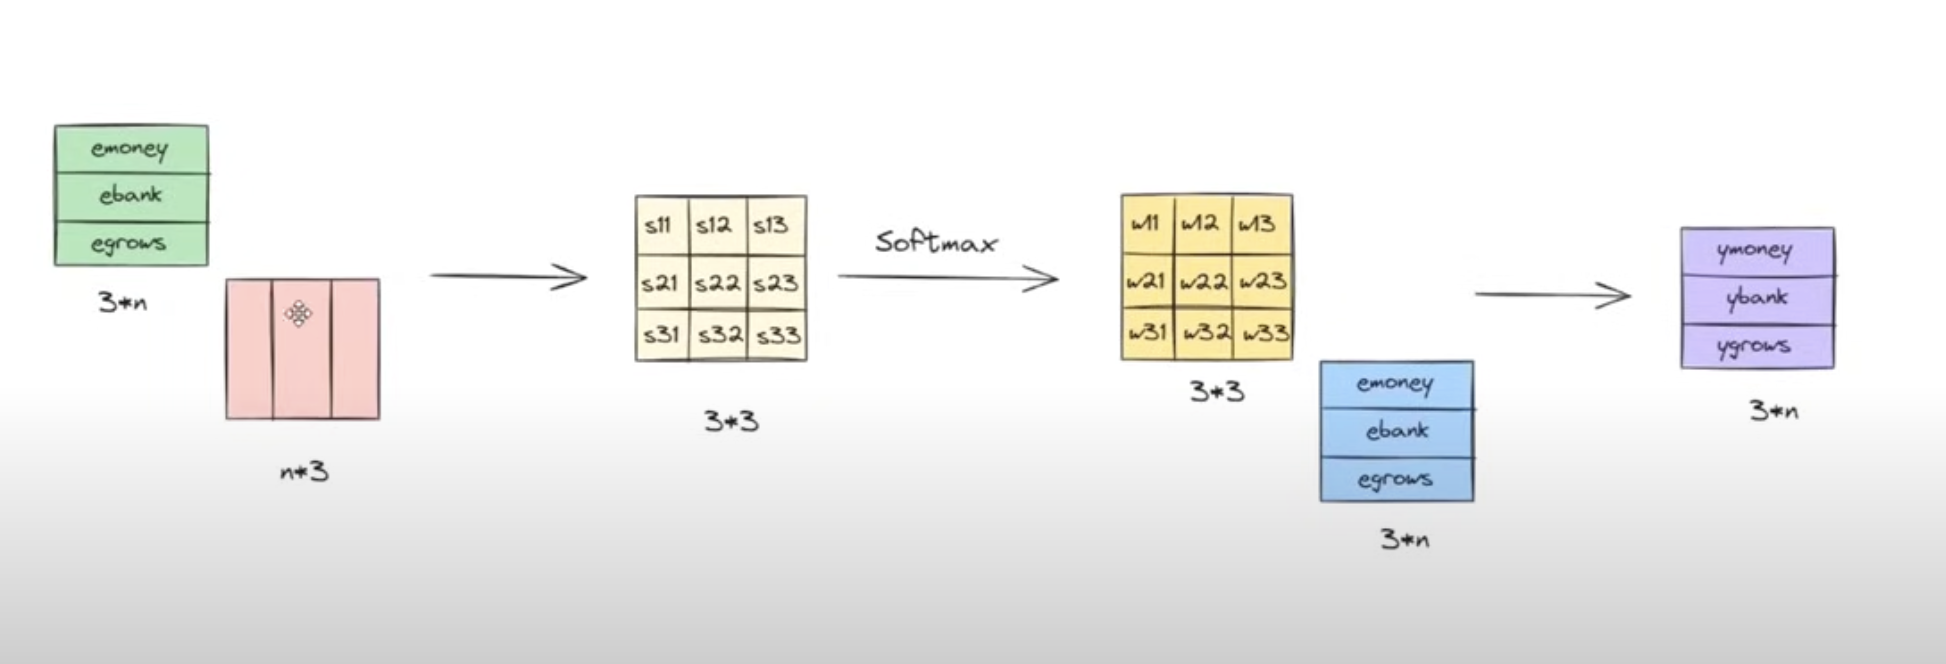 emoney
ebank
egrows
3*n
n*3
s11 s12 s13
s21 s22 s23
s31 s32 s33
3*3
Softmax
w11 w12 w13
w21 w22 w23
w31 w32 w33
3*3
emoney
ebank
egrows
3*n
ymoney
ybank
ygrows
3*n